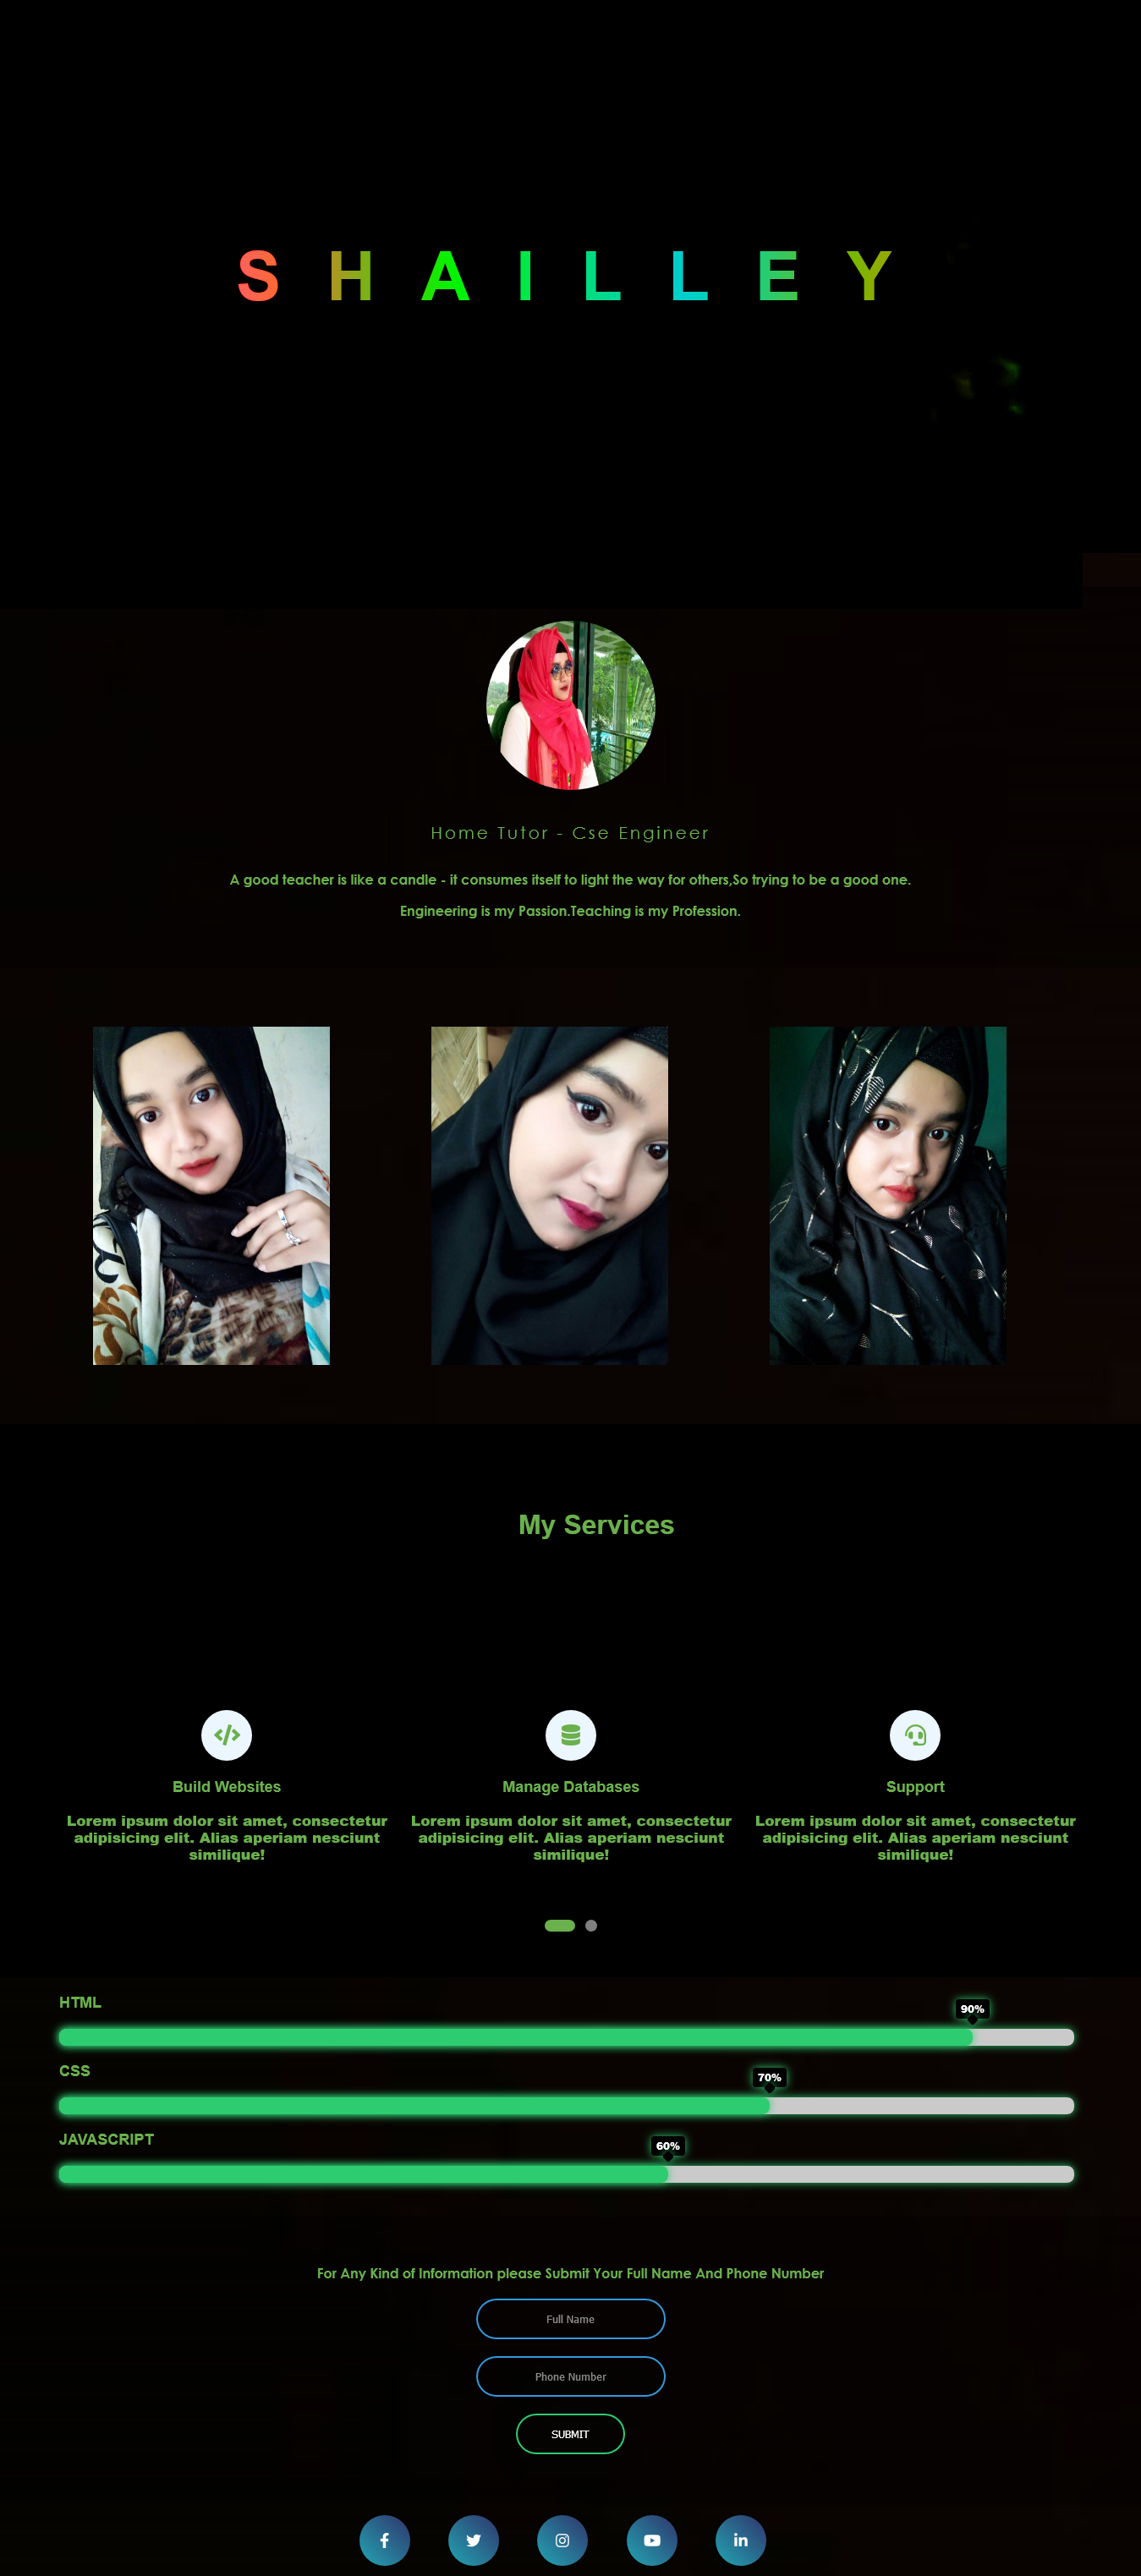 SHAILLEY
Home Tutor - Cse Engineer
A good teacher is like a candle - it consumes itself to light the way for others,So trying to be a good one.
Engineering is my Passion.Teaching is my Profession.
My Services
Build Websites
Lorem ipsum dolor sit amet, consectetur
adipisicing elit. Alias aperiam nesciunt
similique!
Manage Databases
Lorem ipsum dolor sit amet, consectetur
adipisicing elit. Alias aperiam nesciunt
similique!
Support
Lorem ipsum dolor sit amet, consectetur
adipisicing elit. Alias aperiam nesciunt
similique!
HTML
90%
CSS
70%
JAVASCRIPT
60%
For Any Kind of Information please Submit Your Full Name And Phone Number
Full Name
Phone Number
SUBMIT